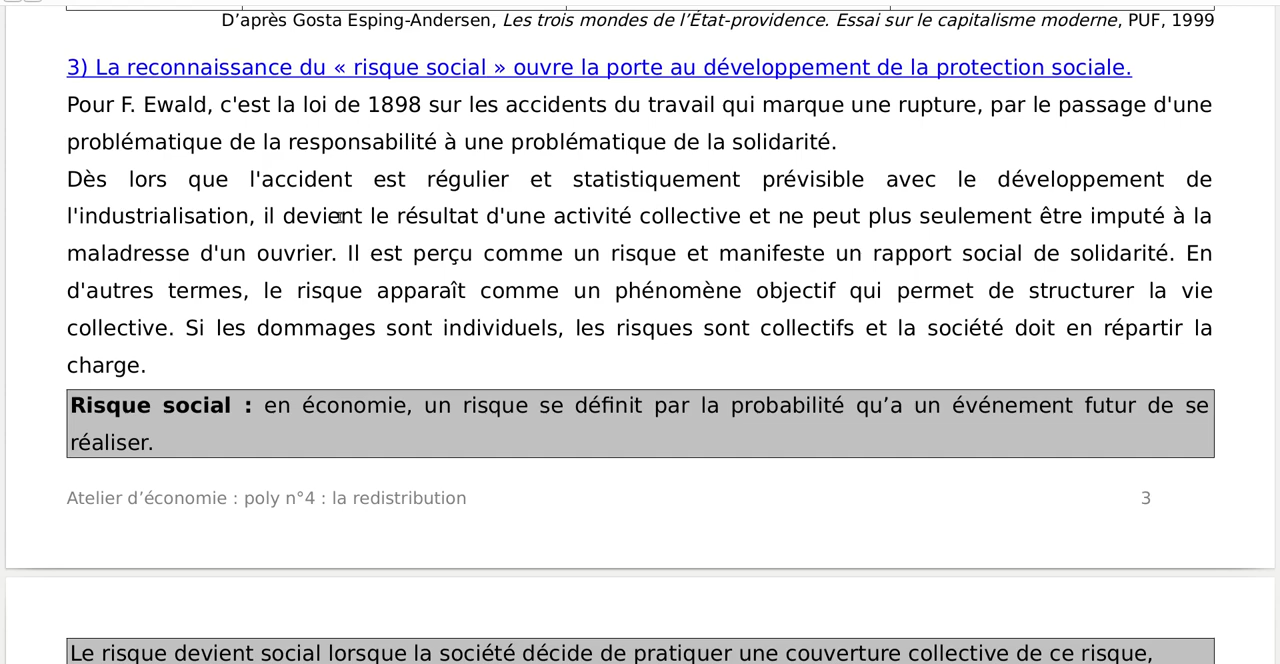 D’après Gosta Esping-Andersen, Les trois mondes de l’État-providence. Essai sur le capitalisme moderne, PUF, 1999
3) La reconnaissance du « risque social » ouvre la porte au développement de la protection sociale.
Pour F. Ewald, c'est la loi de 1898 sur les accidents du travail qui marque une rupture, par le passage d'une
problématique de la responsabilité à une problématique de la solidarité.
Dès lors que l'accident est régulier et statistiquement prévisible avec le développement de
l'industrialisation, il devient le résultat d'une activité collective et ne peut plus seulement être imputé à la
maladresse d'un ouvrier. Il est perçu comme un risque et manifeste un rapport social de solidarité. En
d'autres termes, le risque apparaît comme un phénomène objectif qui permet de structurer la vie
collective. Si les dommages sont individuels, les risques sont collectifs et la société doit en répartir la
charge.
Risque social : en économie, un risque se définit par la probabilité qu’a un événement futur de se
réaliser.
Atelier d’économie : poly n°4 : la redistribution 3
Le risque devient social lorsque la société décide de pratiquer une couverture collective de ce risque,